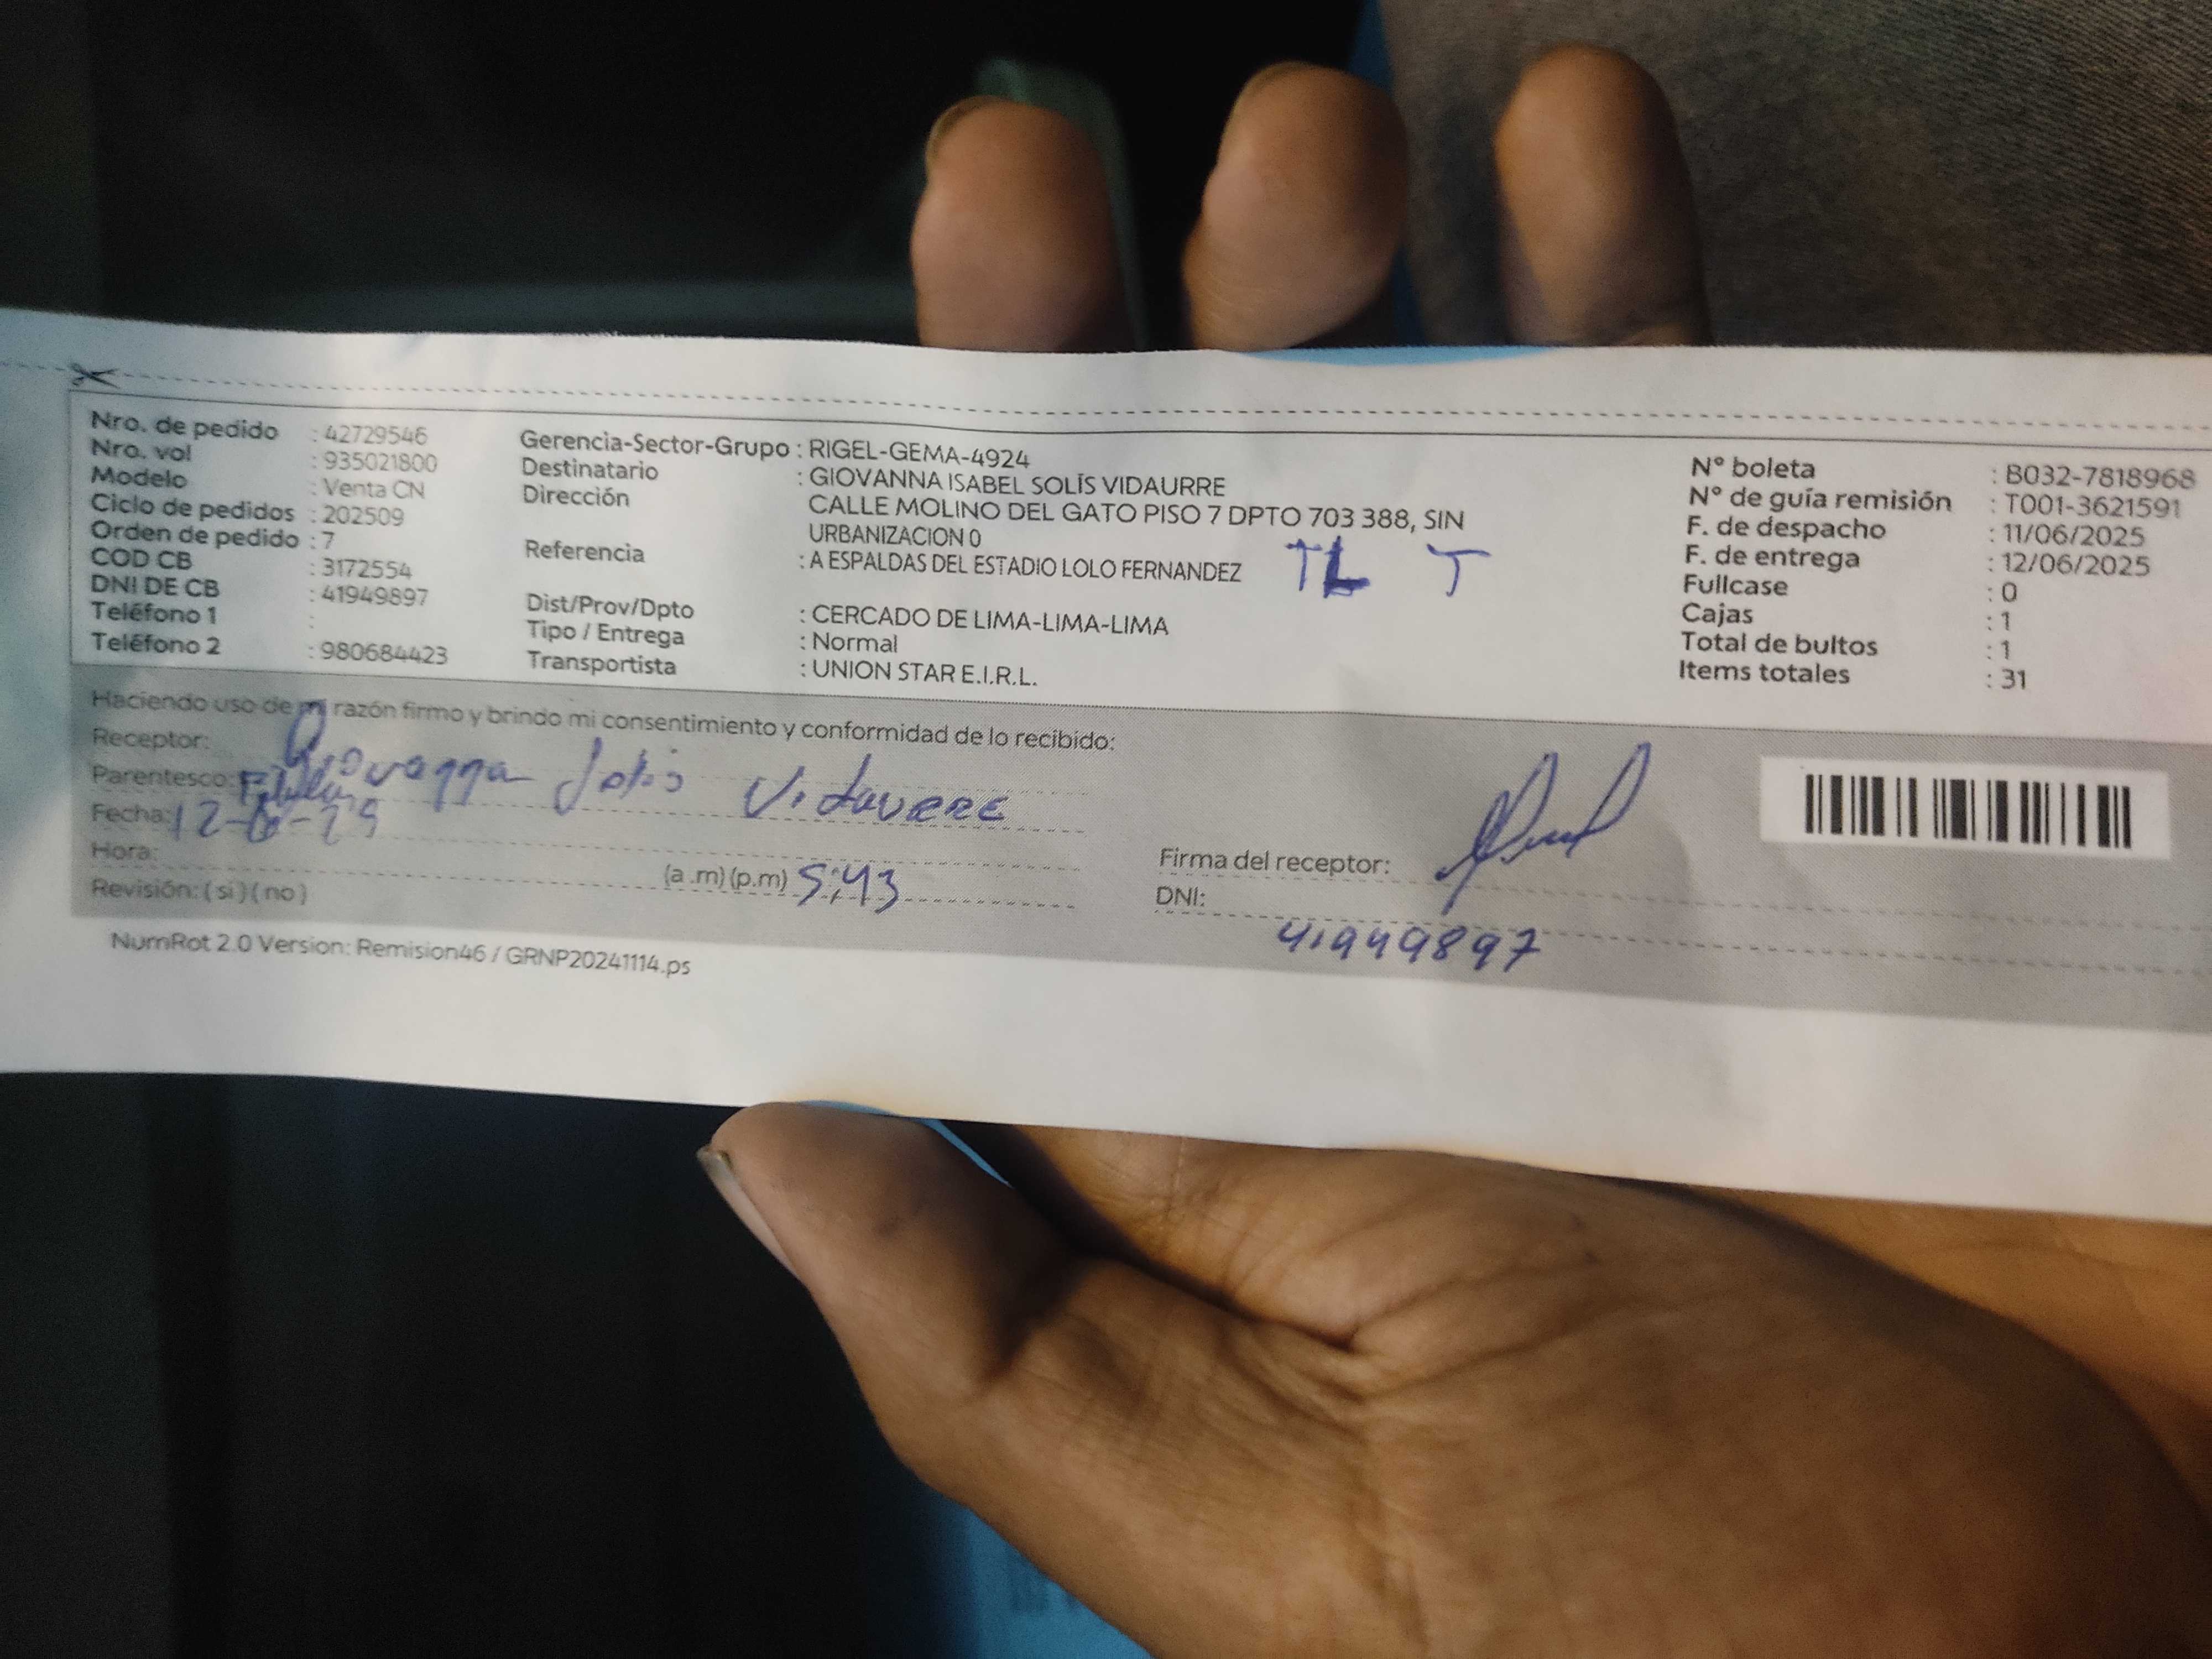 Nro. de pedido : 42729546
Nro. vol : 935021800
Modelo : Venta CN
Ciclo de pedidos : 202509
Orden de pedido : 7
COD CB : 3172554
DNI DE CB : 41949897
Teléfono 1 :
Teléfono 2 : 980684423
Gerencia-Sector-Grupo : RIGEL-GEMA-4924
Destinatario : GIOVANNA ISABEL SOLÍS VIDAURRE
Dirección CALLE MOLINO DEL GATO PISO 7 DPTO 703 388, SIN
URBANIZACION 0
Referencia : A ESPALDAS DEL ESTADIO LOLO FERNANDEZ TL T
Dist/Prov/Dpto : CERCADO DE LIMA-LIMA-LIMA
Tipo / Entrega : Normal
Transportista : UNION STAR E.I.R.L.
N° boleta : B032-7818968
N° de guía remisión : T001-3621591
F. de despacho : 11/06/2025
F. de entrega : 12/06/2025
Fullcase : 0
Cajas : 1
Total de bultos : 1
Items totales : 31
Haciendo uso de mi razón firmo y brindo mi consentimiento y conformidad de lo recibido:
Receptor: Giovanna Solis Vidaurre
Parentesco:
Fecha: 12-6-25
Hora: (a.m) (p.m) 5:43
Revisión: ( si ) ( no )
Firma del receptor:
DNI: 41949897
NumRot 2.0 Version: Remision46 / GRNP20241114.ps